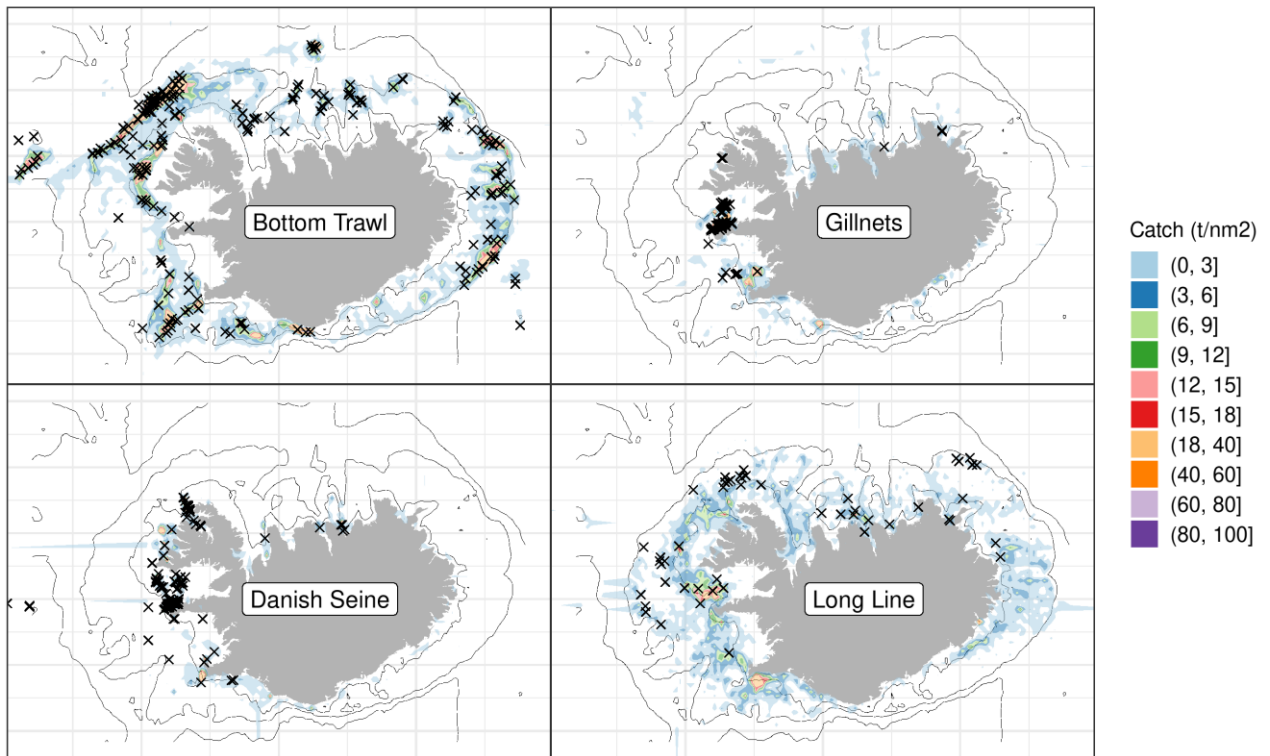 Bottom Trawl
Gillnets
Danish Seine
Long Line
Catch (t/nm2)
(0, 3]
(3, 6]
(6, 9]
(9, 12]
(12, 15]
(15, 18]
(18, 40]
(40, 60]
(60, 80]
(80, 100]